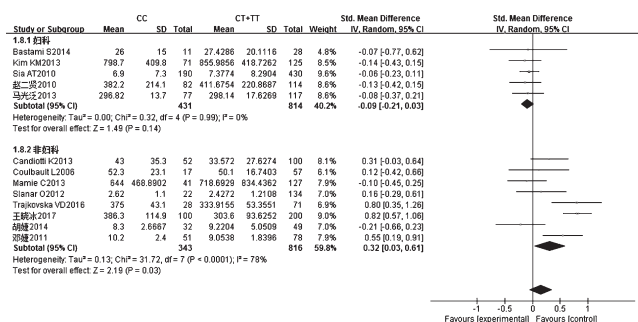 CC CT+TT Std. Mean Difference Std. Mean Difference
Study or Subgroup Mean SD Total Mean SD Total Weight IV, Random, 95% CI IV, Random, 95% CI
1.8.1 妇科
Bastami S2014 26 15 11 27.4286 20.1116 28 4.8% -0.07 [-0.77, 0.62]
Kim KM2013 798.7 409.8 71 855.9856 418.7262 125 8.8% -0.14 [-0.43, 0.15]
Sia AT2010 6.9 7.3 190 7.3774 8.2904 430 9.8% -0.06 [-0.23, 0.11]
赵二贤2010 382.2 214.1 82 411.6754 220.8687 114 8.8% -0.13 [-0.42, 0.15]
马光泛2013 296.82 13.7 77 298.14 17.6269 117 8.8% -0.08 [-0.37, 0.21]
Subtotal (95% CI) 431 814 40.2% -0.09 [-0.21, 0.03]
Heterogeneity: Tau² = 0.00; Chi² = 0.32, df = 4 (P = 0.99); I² = 0%
Test for overall effect: Z = 1.49 (P = 0.14)
1.8.2 非妇科
Candiotti K2013 43 35.3 52 33.572 27.6274 100 8.5% 0.31 [-0.03, 0.64]
Coulbault L2006 52.3 23.1 17 50.1 16.7403 57 6.5% 0.12 [-0.42, 0.66]
Mamie C2013 644 468.8902 41 718.6929 834.4362 127 8.3% -0.10 [-0.45, 0.25]
Slanar O2012 2.62 1.1 22 2.4272 1.2108 134 7.6% 0.16 [-0.29, 0.61]
Trajkovska VD2016 375 43.1 28 333.9155 53.3551 71 7.5% 0.80 [0.35, 1.26]
王晓冰2017 386.3 114.9 100 303.6 93.6252 200 9.2% 0.82 [0.57, 1.06]
胡婕2014 8.3 2.6667 32 9.2204 5.0509 49 7.6% -0.21 [-0.66, 0.23]
邓婕2011 10.2 2.4 51 9.0538 1.8396 78 8.3% 0.55 [0.19, 0.91]
Subtotal (95% CI) 343 816 59.8% 0.32 [0.03, 0.61]
Heterogeneity: Tau² = 0.13; Chi² = 31.72, df = 7 (P < 0.0001); I² = 78%
Test for overall effect: Z = 2.19 (P = 0.03)
-1 -0.5 0 0.5 1
Favours [experimental] Favours [control]